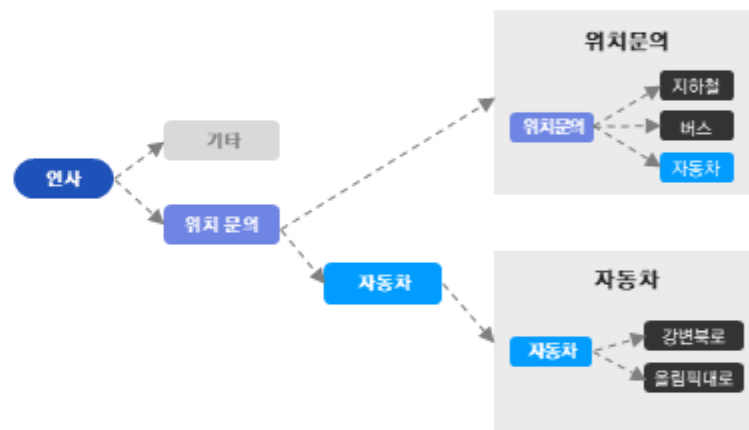 위치문의
지하철
위치문의
버스
자동차
기타
인사
위치 문의
자동차
자동차
강변북로
자동차
올림픽대로